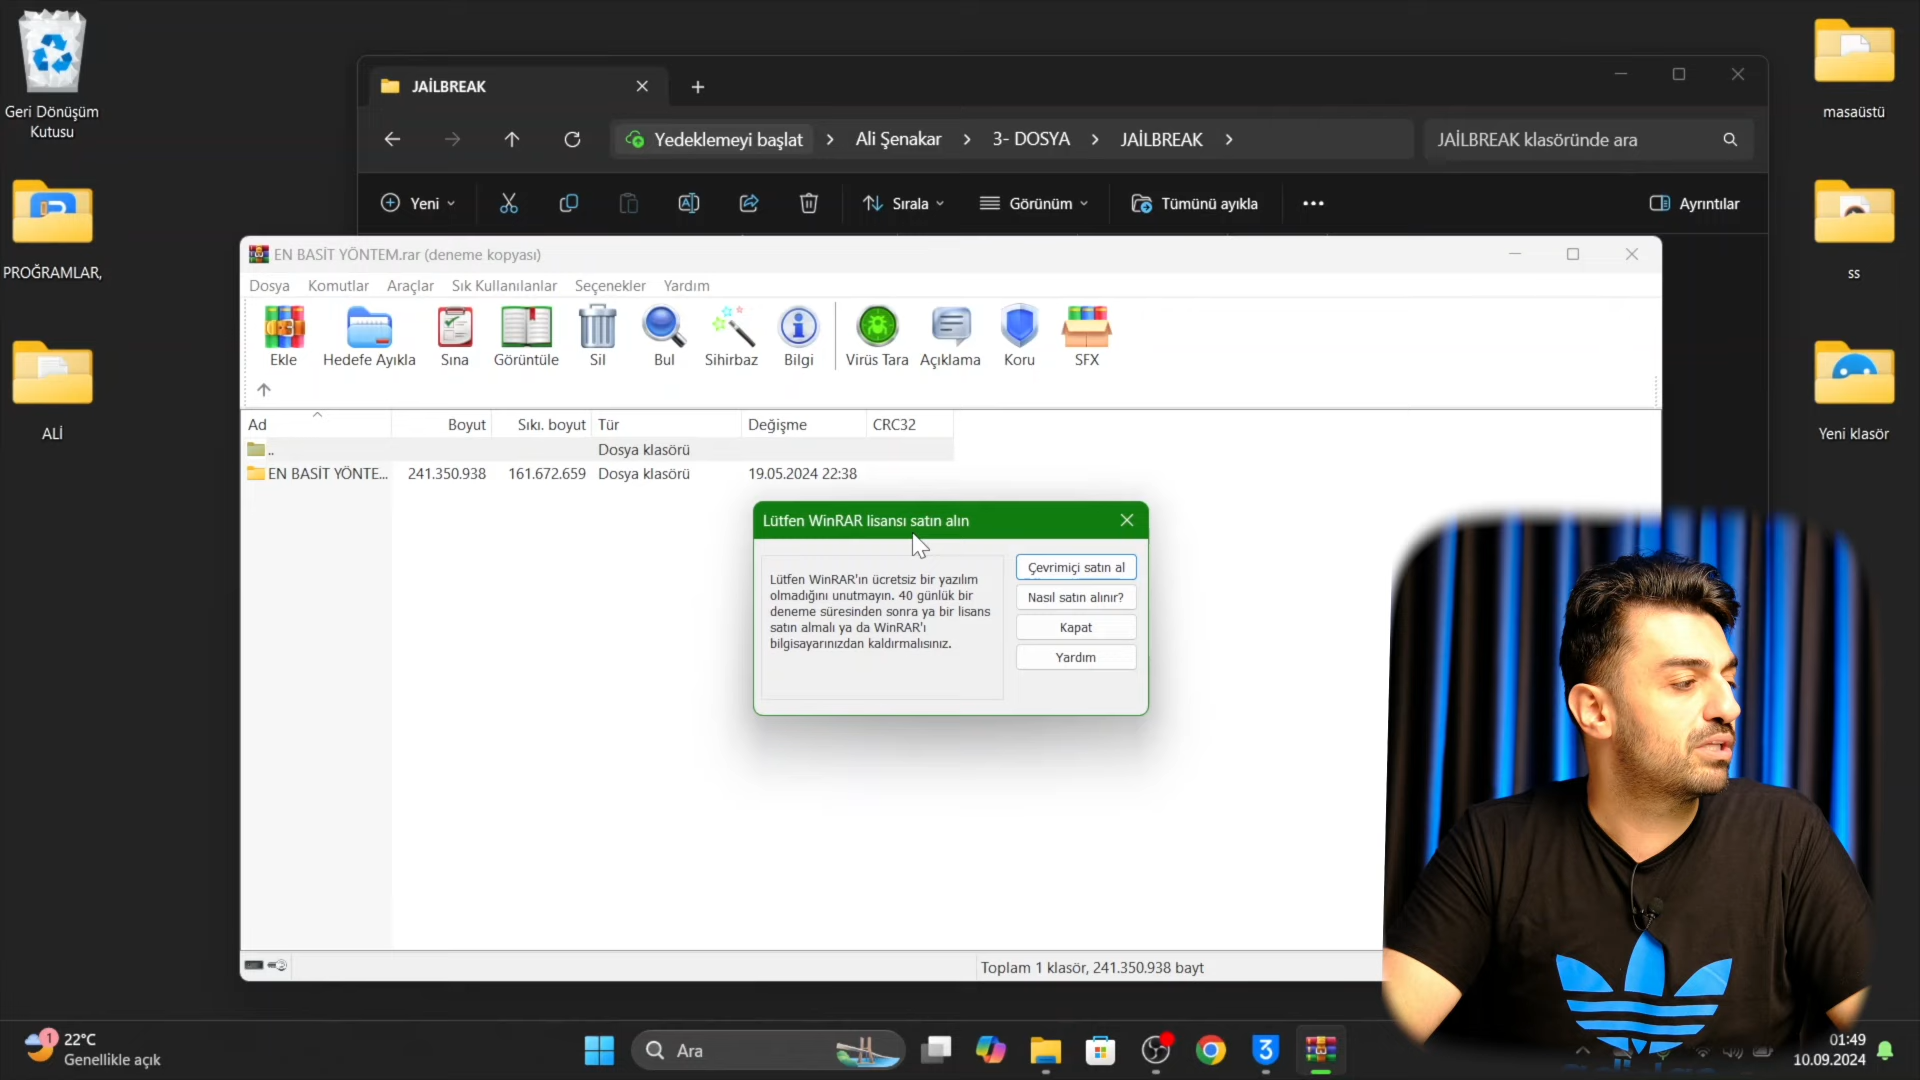 Geri Dönüşüm
Kutusu
PROĞRAMLAR,
ALİ
JAİLBREAK
Yedeklemeyi başlat
Ali Şenakar
3- DOSYA
JAİLBREAK
JAİLBREAK klasöründe ara
Yeni
Sırala
Görünüm
Tümünü ayıkla
Ayrıntılar
masaüstü
ss
Yeni klasör
EN BASİT YÖNTEM.rar (deneme kopyası)
Dosya Komutlar Araçlar Sık Kullanılanlar Seçenekler Yardım
Ekle Hedefe Ayıkla Sına Görüntüle Sil Bul Sihirbaz Bilgi Virüs Tara Açıklama Koru SFX
Ad Boyut Sıkı. boyut Tür Değişme CRC32
.. Dosya klasörü
EN BASİT YÖNTE... 241.350.938 161.672.659 Dosya klasörü 19.05.2024 22:38
Lütfen WinRAR lisansı satın alın
Lütfen WinRAR'ın ücretsiz bir yazılım
olmadığını unutmayın. 40 günlük bir
deneme süresinden sonra ya bir lisans
satın almalı ya da WinRAR'ı
bilgisayarınızdan kaldırmalısınız.
Çevrimiçi satın al
Nasıl satın alınır?
Kapat
Yardım
Toplam 1 klasör, 241.350.938 bayt
1
22°C
Genellikle açık
Ara
3
01:49
10.09.2024